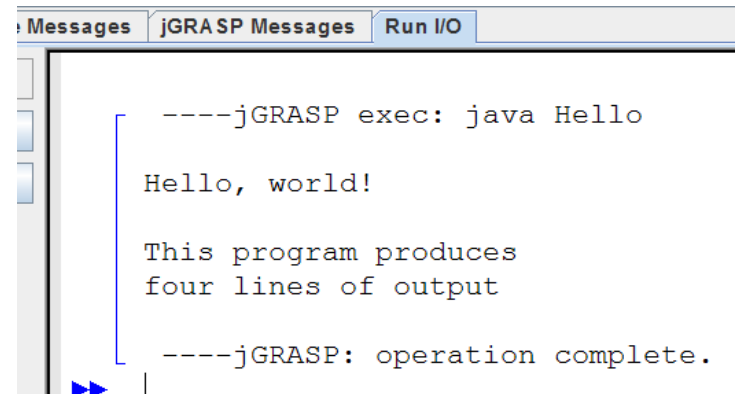 Messages jGRASP Messages Run I/O
----jGRASP exec: java Hello
Hello, world!
This program produces
four lines of output
----jGRASP: operation complete.